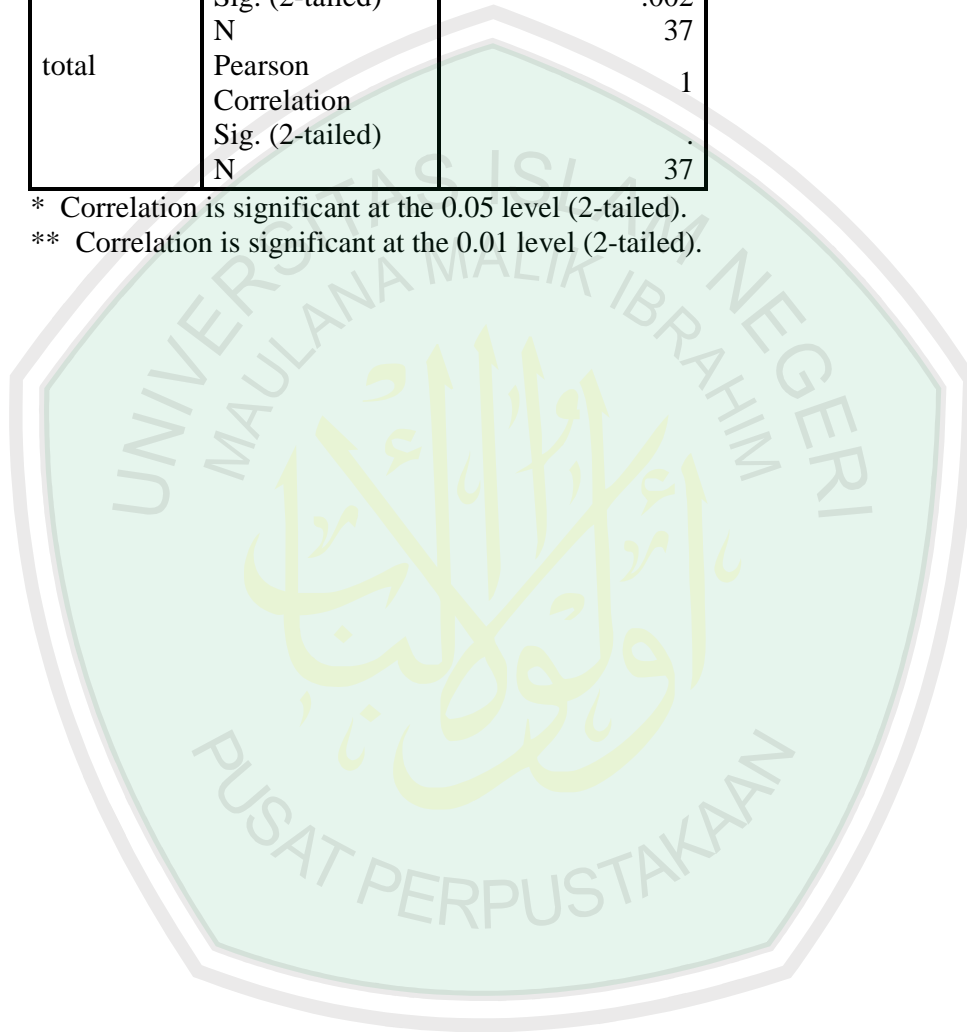 Sig. (2-tailed) .002
N 37
total Pearson Correlation 1
Sig. (2-tailed) .
N 37
* Correlation is significant at the 0.05 level (2-tailed).
** Correlation is significant at the 0.01 level (2-tailed).
UNIVERSITAS ISLAM NEGERI
MAULANA MALIK IBRAHIM
أولوا الألباب
PUSAT PERPUSTAKAAN